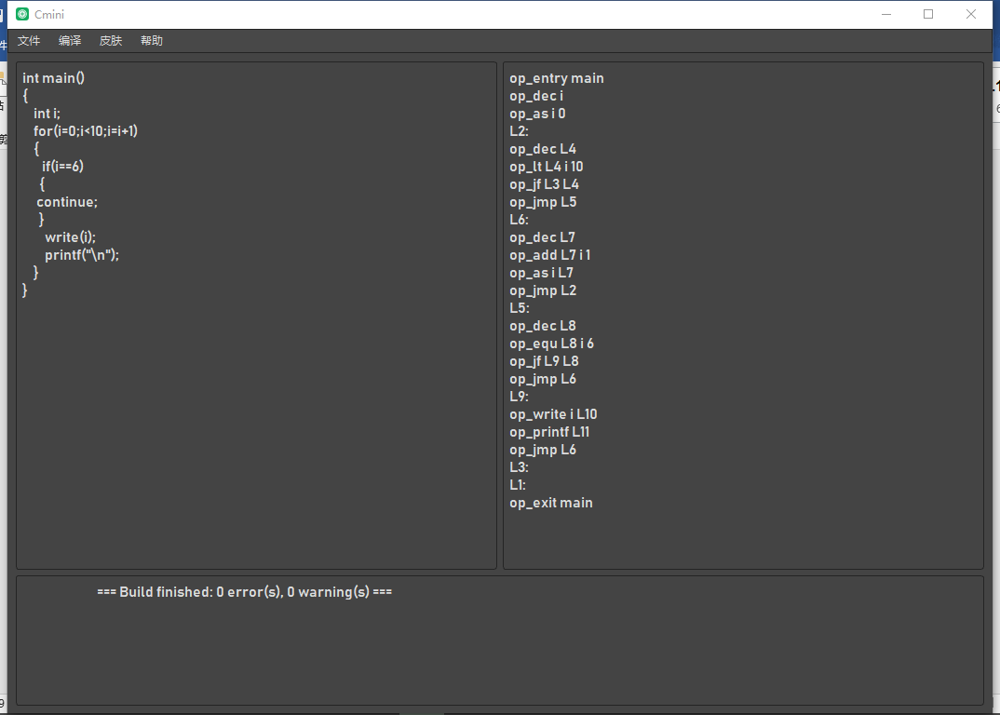 Cmini
文件 编译 皮肤 帮助
int main()
{
int i;
for(i=0;i<10;i=i+1)
{
if(i==6)
{
continue;
}
write(i);
printf("\n");
}
}
op_entry main
op_dec i
op_as i 0
L2:
op_dec L4
op_lt L4 i 10
op_jf L3 L4
op_jmp L5
L6:
op_dec L7
op_add L7 i 1
op_as i L7
op_jmp L2
L5:
op_dec L8
op_equ L8 i 6
op_jf L9 L8
op_jmp L6
L9:
op_write i L10
op_printf L11
op_jmp L6
L3:
L1:
op_exit main
=== Build finished: 0 error(s), 0 warning(s) ===